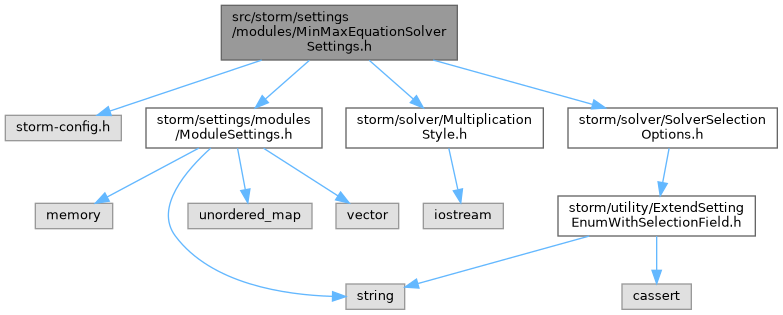 src/storm/settings
/modules/MinMaxEquationSolver
Settings.h
storm-config.h
storm/settings/modules
/ModuleSettings.h
storm/solver/Multiplication
Style.h
storm/solver/SolverSelection
Options.h
memory
unordered_map
vector
iostream
storm/utility/ExtendSetting
EnumWithSelectionField.h
string
cassert